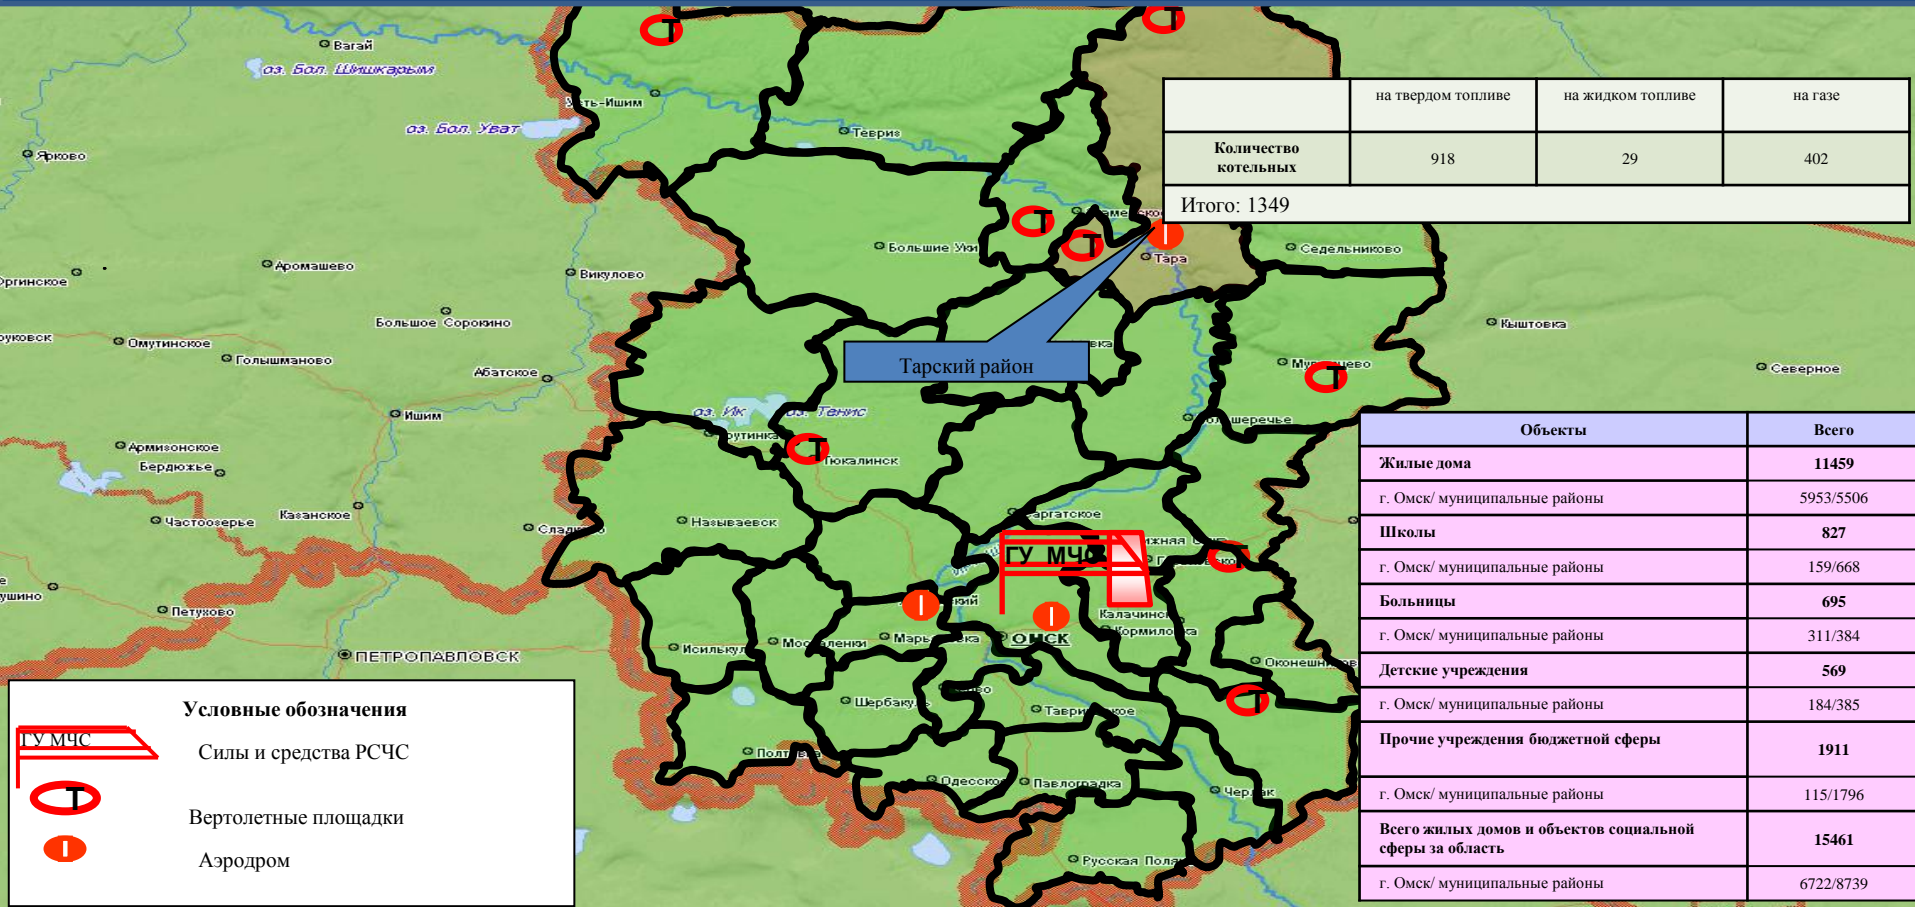 Т
Т
Вагай
оз. Бол. Шишкарым
Усть-Ишим
оз. Бол. Уват
Тевриз
Ярково
на твердом топливе
на жидком топливе
на газе
Количество
котельных
918
29
402
Итого: 1349
Т
Т
Большие Уки
Седельниково
Тара
Аромашево
Викулово
Большое Сорокино
Кыштовка
Омутинское
Голышманово
Северное
Абатское
Тарский район
Т
Ишим
оз. Ик
оз. Тенис
Армизонское
Бердюжье
Т
Тюкалинск
Объекты
Всего
Жилые дома
11459
г. Омск/ муниципальные районы
5953/5506
Школы
827
г. Омск/ муниципальные районы
159/668
Больницы
695
г. Омск/ муниципальные районы
311/384
Детские учреждения
569
г. Омск/ муниципальные районы
184/385
Прочие учреждения бюджетной сферы
1911
г. Омск/ муниципальные районы
115/1796
Всего жилых домов и объектов социальной
сферы за область
15461
г. Омск/ муниципальные районы
6722/8739
Казанское
Частоозерье
Называевск
ГУ МЧС
Т
Петухово
Калачинск
Кормиловка
ОМСК
Исилькуль
ПЕТРОПАВЛОВСК
Т
Одесское
Павлоградка
Черлак
Русская Поляна
Условные обозначения
ГУ МЧС
Силы и средства РСЧС
Т
Вертолетные площадки
Аэродром